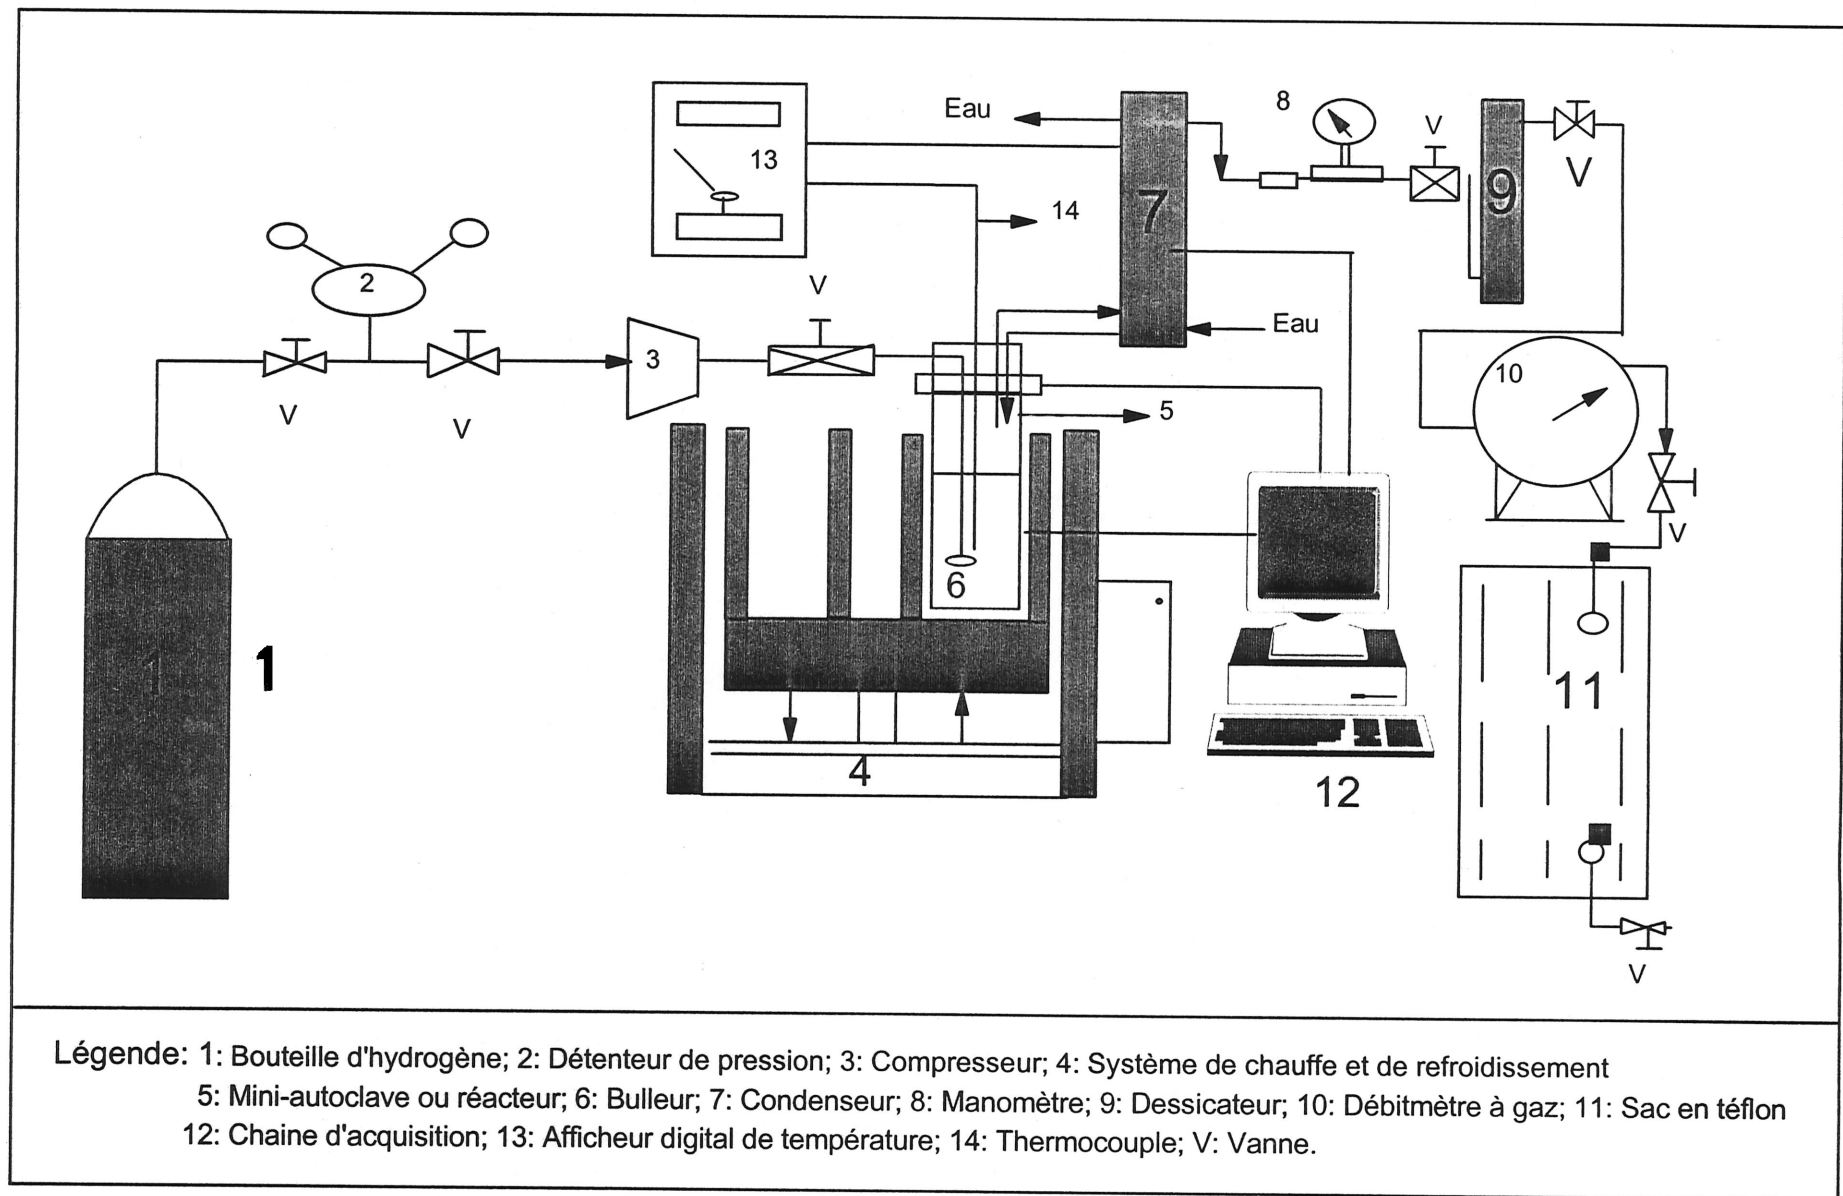 Eau
8
V
13
7
9
V
14
2
V
Eau
3
10
5
V
V
V
6
1
1
11
4
12
V
Légende: 1: Bouteille d'hydrogène; 2: Détenteur de pression; 3: Compresseur; 4: Système de chauffe et de refroidissement
5: Mini-autoclave ou réacteur; 6: Bulleur; 7: Condenseur; 8: Manomètre; 9: Dessicateur; 10: Débitmètre à gaz; 11: Sac en téflon
12: Chaine d'acquisition; 13: Afficheur digital de température; 14: Thermocouple; V: Vanne.